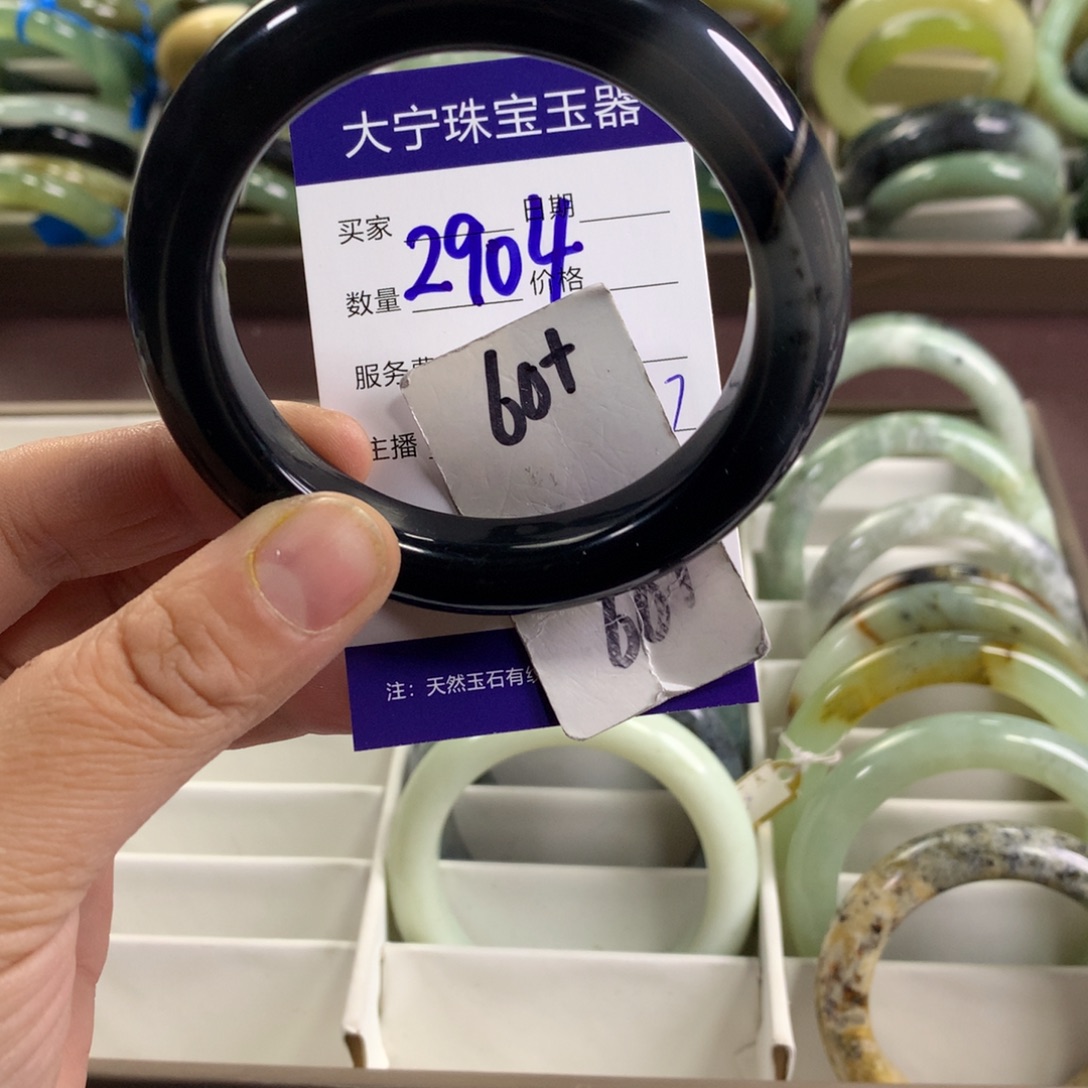 大宁珠宝玉器
买家 日期
2904
数量 价格
60+
服务费
2
主播
60+
注：天然玉石有